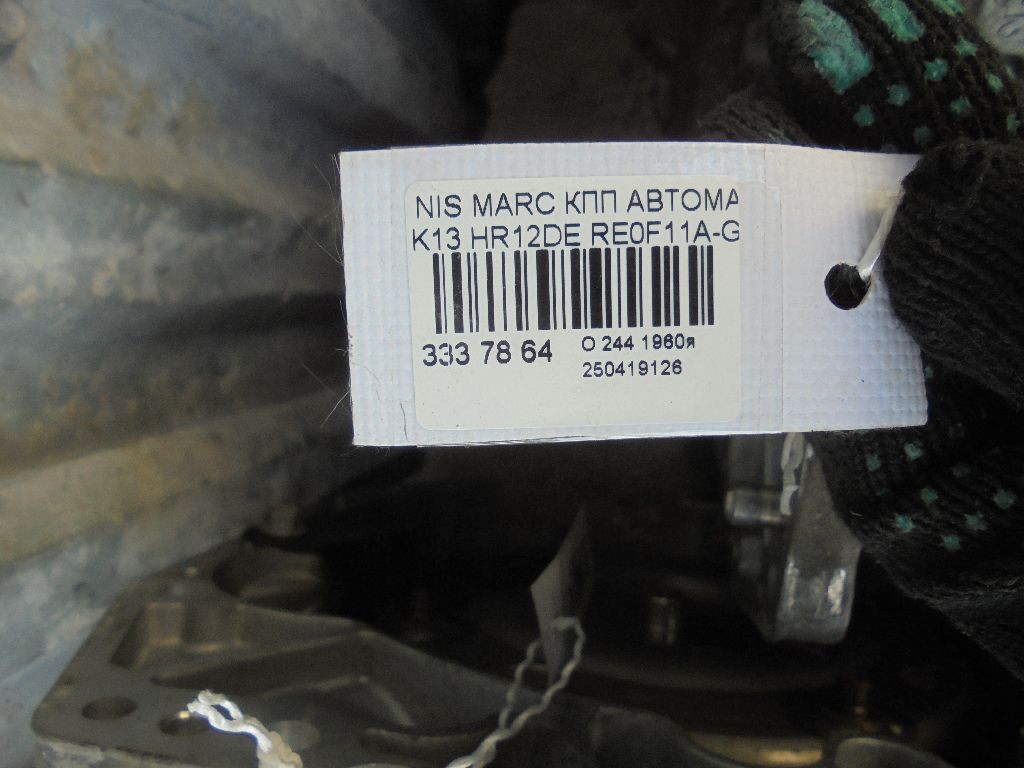 NIS MARC КПП АВТОМА
K13 HR12DE RE0F11A-G
333 78 64
О 244 1960я
250419126